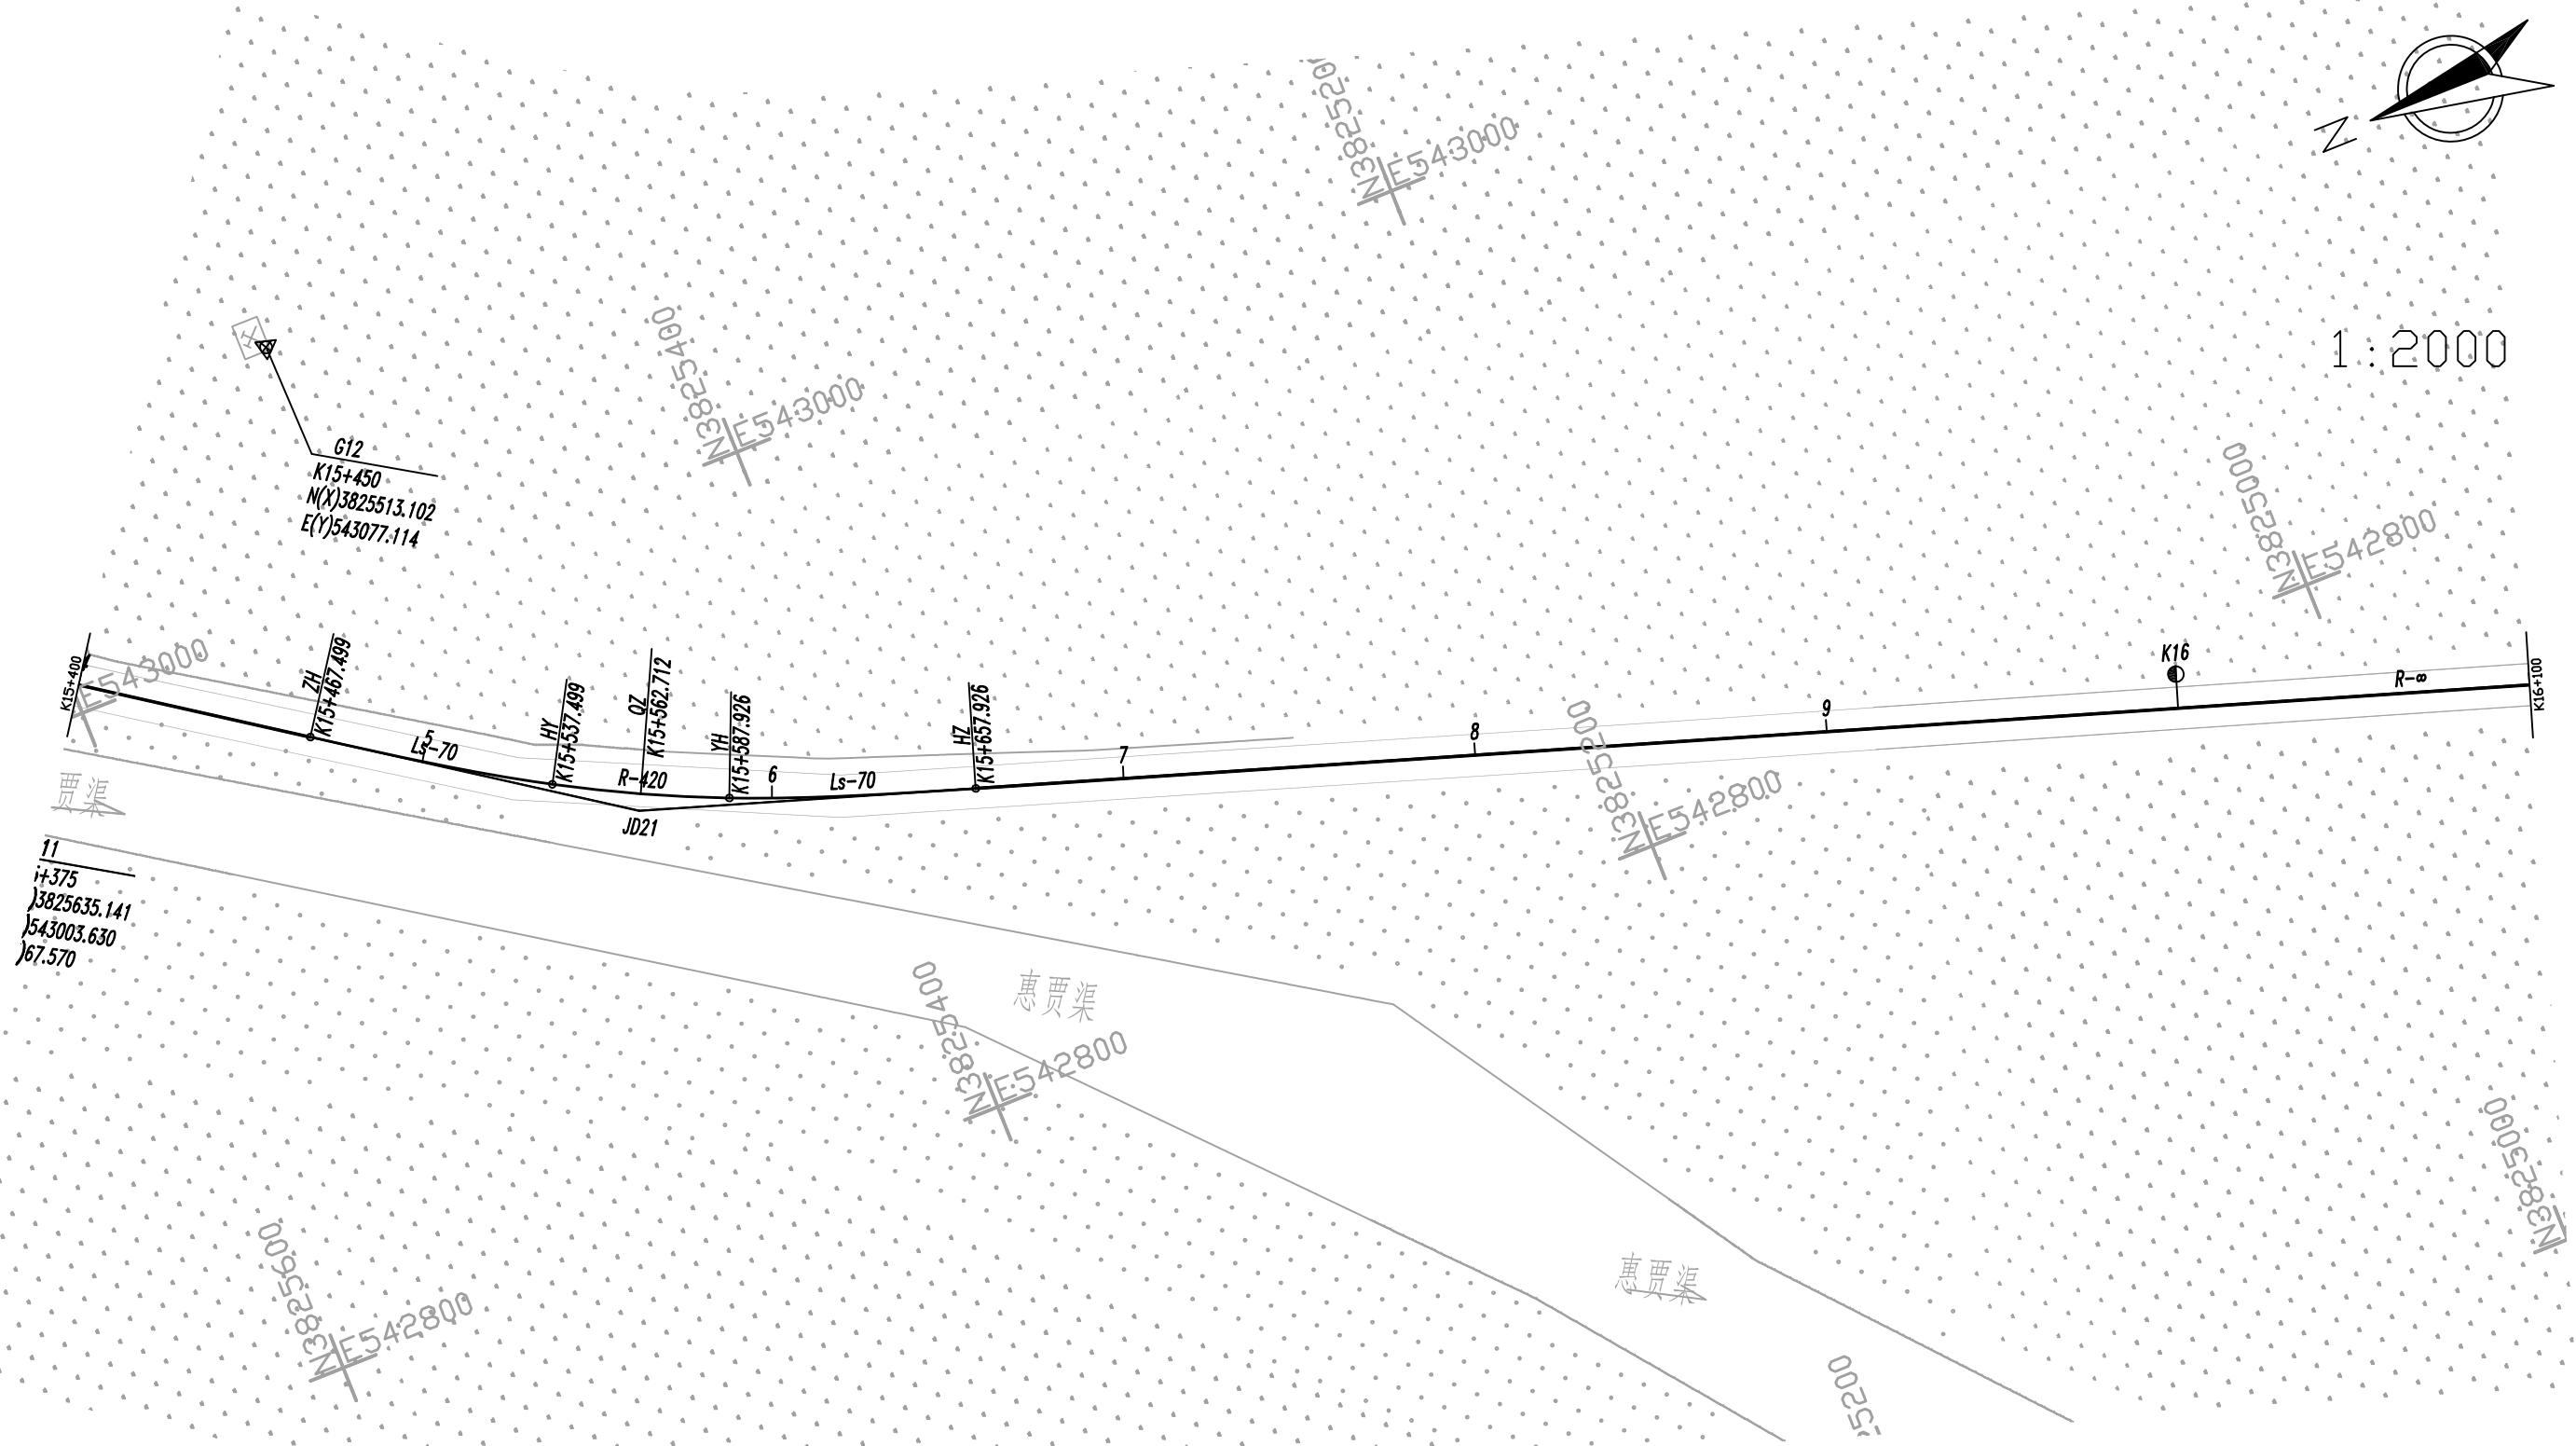 N3825200
E543000
N
1:2000
N3825400
E543000
G12
K15+450
N(X)3825513.102
E(Y)543077.114
N3825000
E542800
K15+400
4
E543000
ZH
K15+467.499
5
Ls-70
HY
K15+537.499
QZ
K15+562.712
R-420
JD21
YH
K15+587.926
6
Ls-70
HZ
K15+657.926
7
8
9
K16
R-∞
K16+100
N3825200
E542800
贾渠
11
5+375
)3825635.141
)543003.630
)67.570
惠贾渠
N3825400
E542800
惠贾渠
N3825600
E542800
N3825000
25200